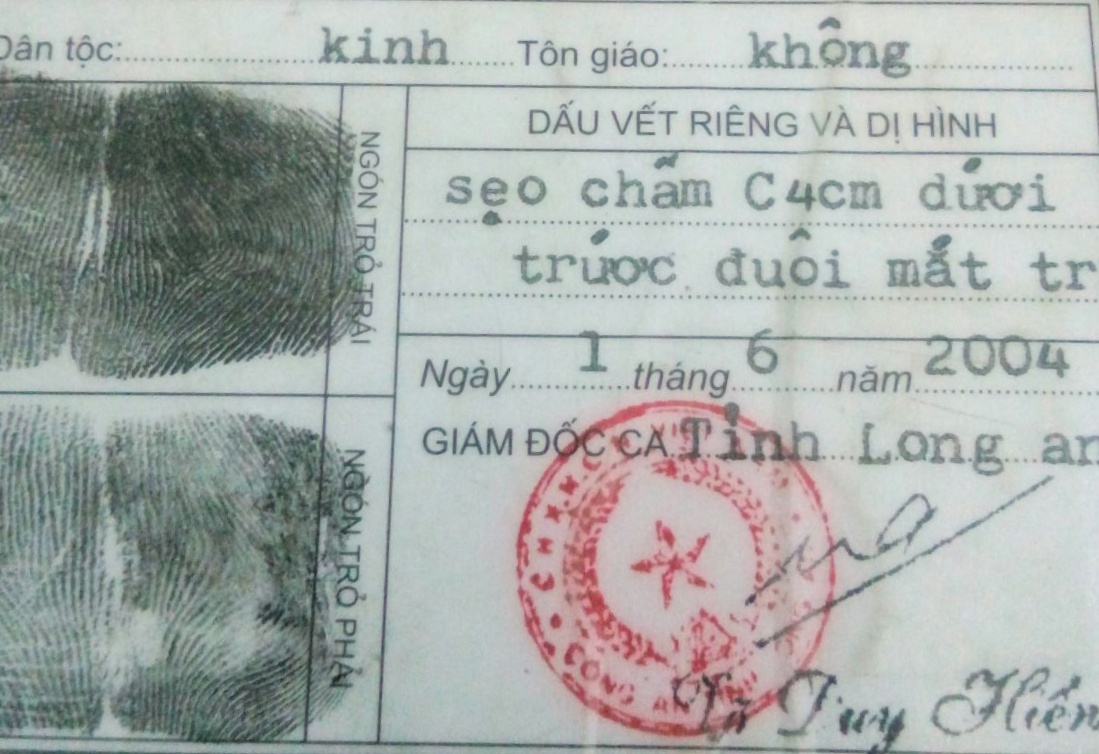 Dân tộc: kinh Tôn giáo: không
NGÓN TRỎ TRÁI
DẤU VẾT RIÊNG VÀ DỊ HÌNH
sẹo chấm C4cm dưới
trước đuôi mắt tr
Ngày 1 tháng 6 năm 2004
GIÁM ĐỐC CA Tỉnh Long an
NGÓN TRỎ PHẢI
CÔNG AN
Duy Hiến